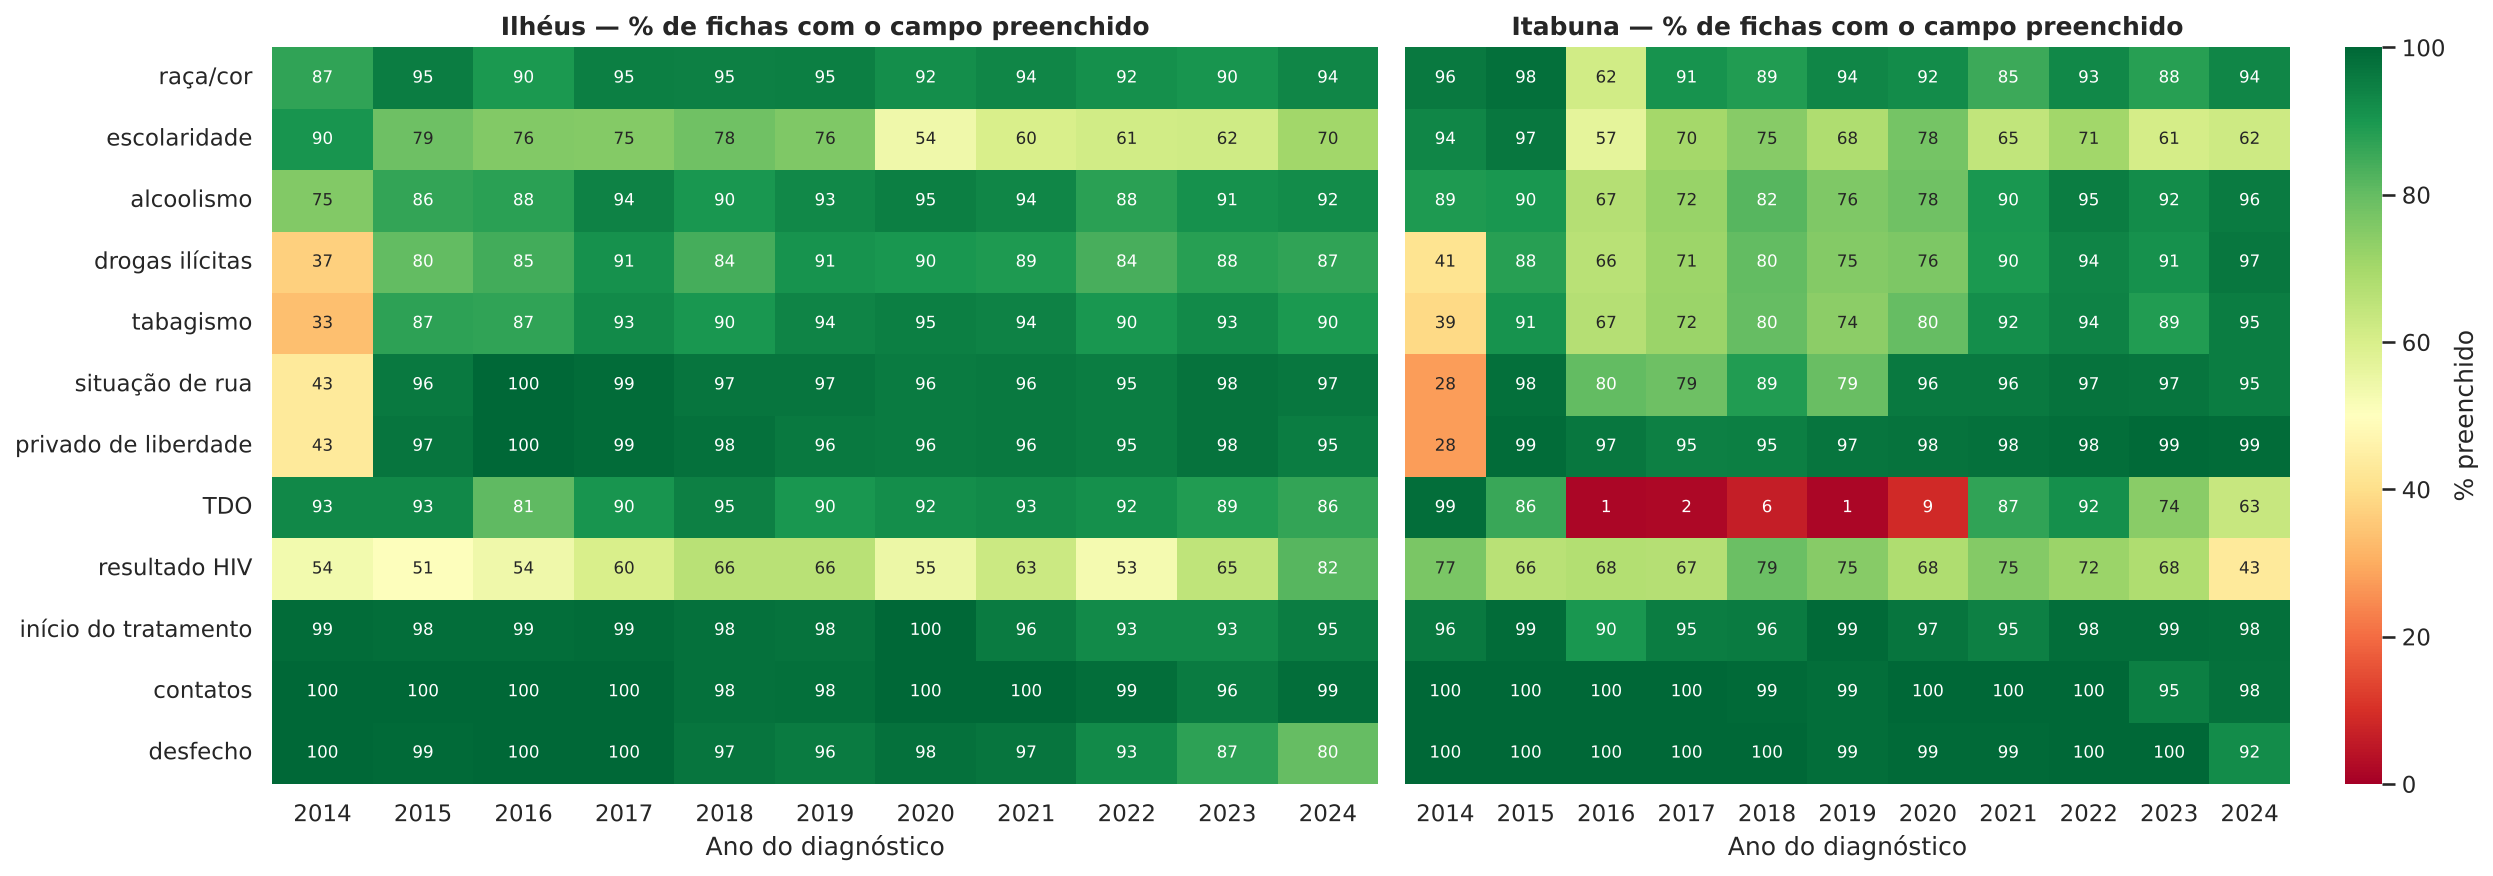 Ilhéus — % de fichas com o campo preenchido
Itabuna — % de fichas com o campo preenchido
raça/cor 87 95 90 95 95 95 92 94 92 90 94 96 98 62 91 89 94 92 85 93 88 94
escolaridade 90 79 76 75 78 76 54 60 61 62 70 94 97 57 70 75 68 78 65 71 61 62
alcoolismo 75 86 88 94 90 93 95 94 88 91 92 89 90 67 72 82 76 78 90 95 92 96
drogas ilícitas 37 80 85 91 84 91 90 89 84 88 87 41 88 66 71 80 75 76 90 94 91 97
tabagismo 33 87 87 93 90 94 95 94 90 93 90 39 91 67 72 80 74 80 92 94 89 95
situação de rua 43 96 100 99 97 97 96 96 95 98 97 28 98 80 79 89 79 96 96 97 97 95
privado de liberdade 43 97 100 99 98 96 96 96 95 98 95 28 99 97 95 95 97 98 98 98 99 99
TDO 93 93 81 90 95 90 92 93 92 89 86 99 86 1 2 6 1 9 87 92 74 63
resultado HIV 54 51 54 60 66 66 55 63 53 65 82 77 66 68 67 79 75 68 75 72 68 43
início do tratamento 99 98 99 99 98 98 100 96 93 93 95 96 99 90 95 96 99 97 95 98 99 98
contatos 100 100 100 100 98 98 100 100 99 96 99 100 100 100 100 99 99 100 100 100 95 98
desfecho 100 99 100 100 97 96 98 97 93 87 80 100 100 100 100 100 99 99 99 100 100 92
2014 2015 2016 2017 2018 2019 2020 2021 2022 2023 2024
2014 2015 2016 2017 2018 2019 2020 2021 2022 2023 2024
Ano do diagnóstico
Ano do diagnóstico
100
80
60
40
20
0
% preenchido